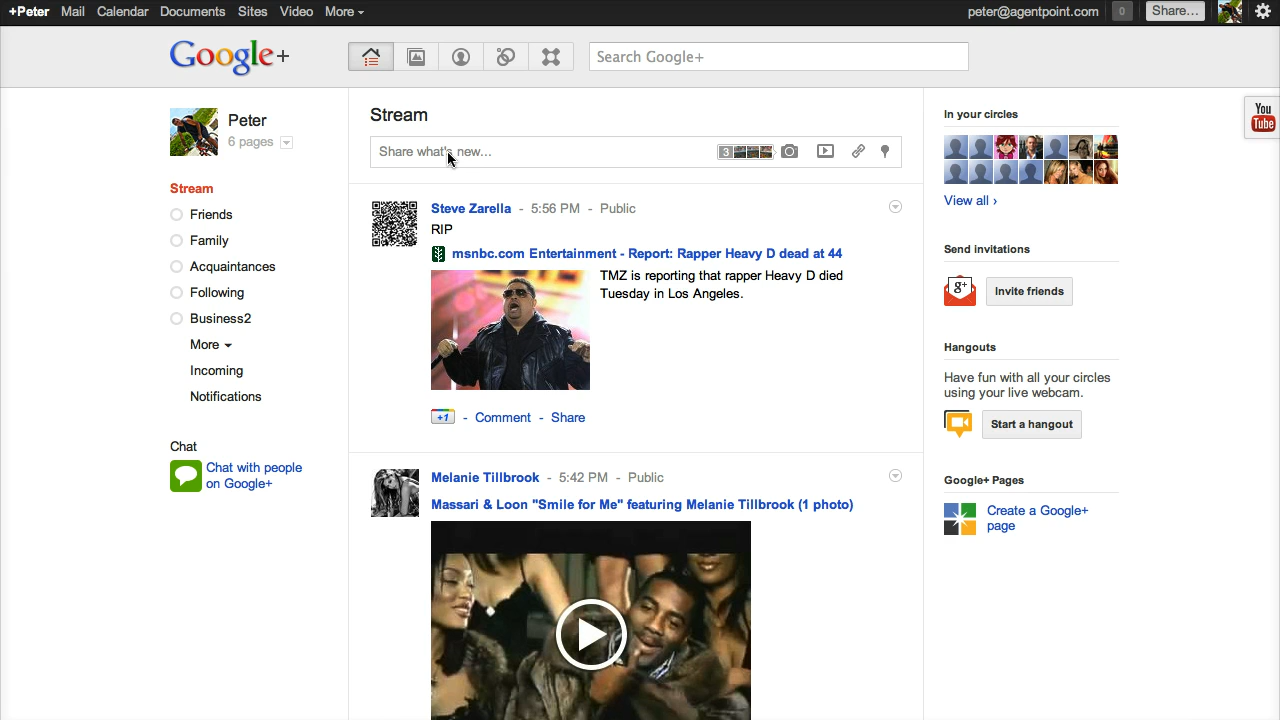 +Peter Mail Calendar Documents Sites Video More peter@agentpoint.com 0 Share...
Google+
Search Google+
You
Tube
Peter
6 pages
Stream
Friends
Family
Acquaintances
Following
Business2
More
Incoming
Notifications
Chat
Chat with people
on Google+
Stream
Share what's new...
3
Steve Zarella - 5:56 PM - Public
RIP
msnbc.com Entertainment - Report: Rapper Heavy D dead at 44
TMZ is reporting that rapper Heavy D died
Tuesday in Los Angeles.
+1 - Comment - Share
Melanie Tillbrook - 5:42 PM - Public
Massari & Loon "Smile for Me" featuring Melanie Tillbrook (1 photo)
In your circles
View all ›
Send invitations
g+
Invite friends
Hangouts
Have fun with all your circles
using your live webcam.
Start a hangout
Google+ Pages
Create a Google+
page